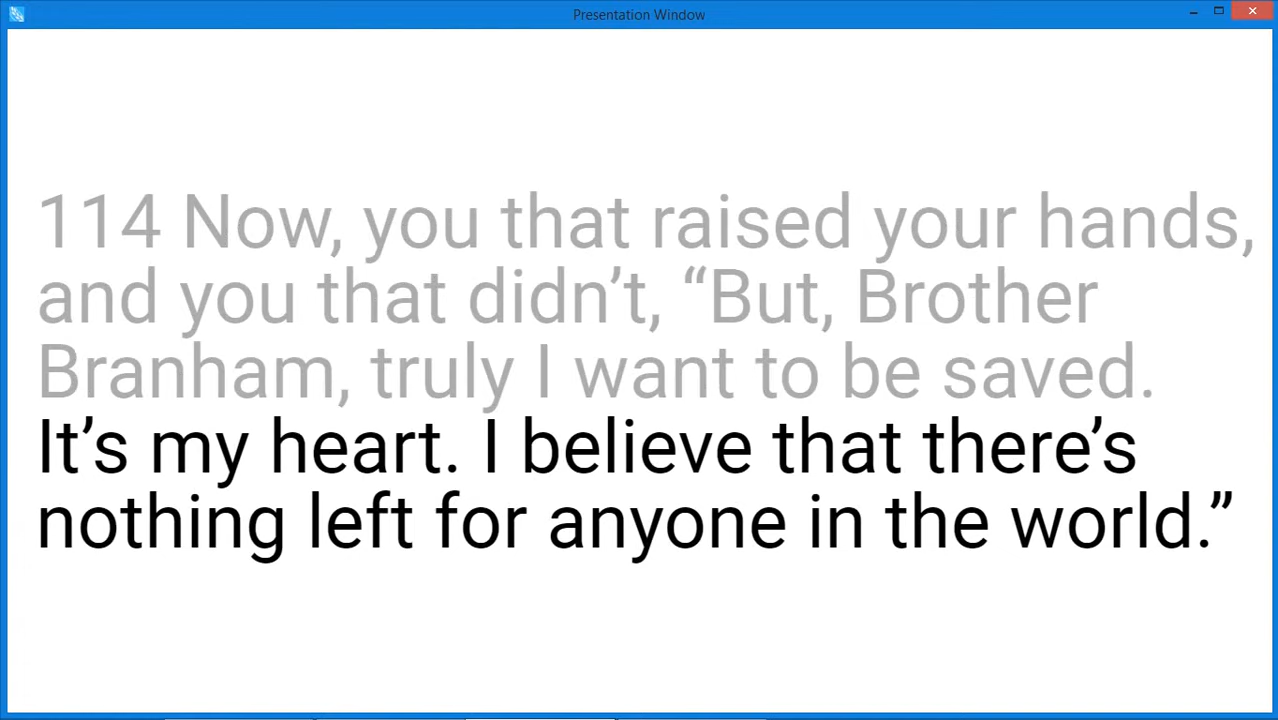 Presentation Window
114 Now, you that raised your hands,
and you that didn’t, “But, Brother
Branham, truly I want to be saved.
It’s my heart. I believe that there’s
nothing left for anyone in the world.”